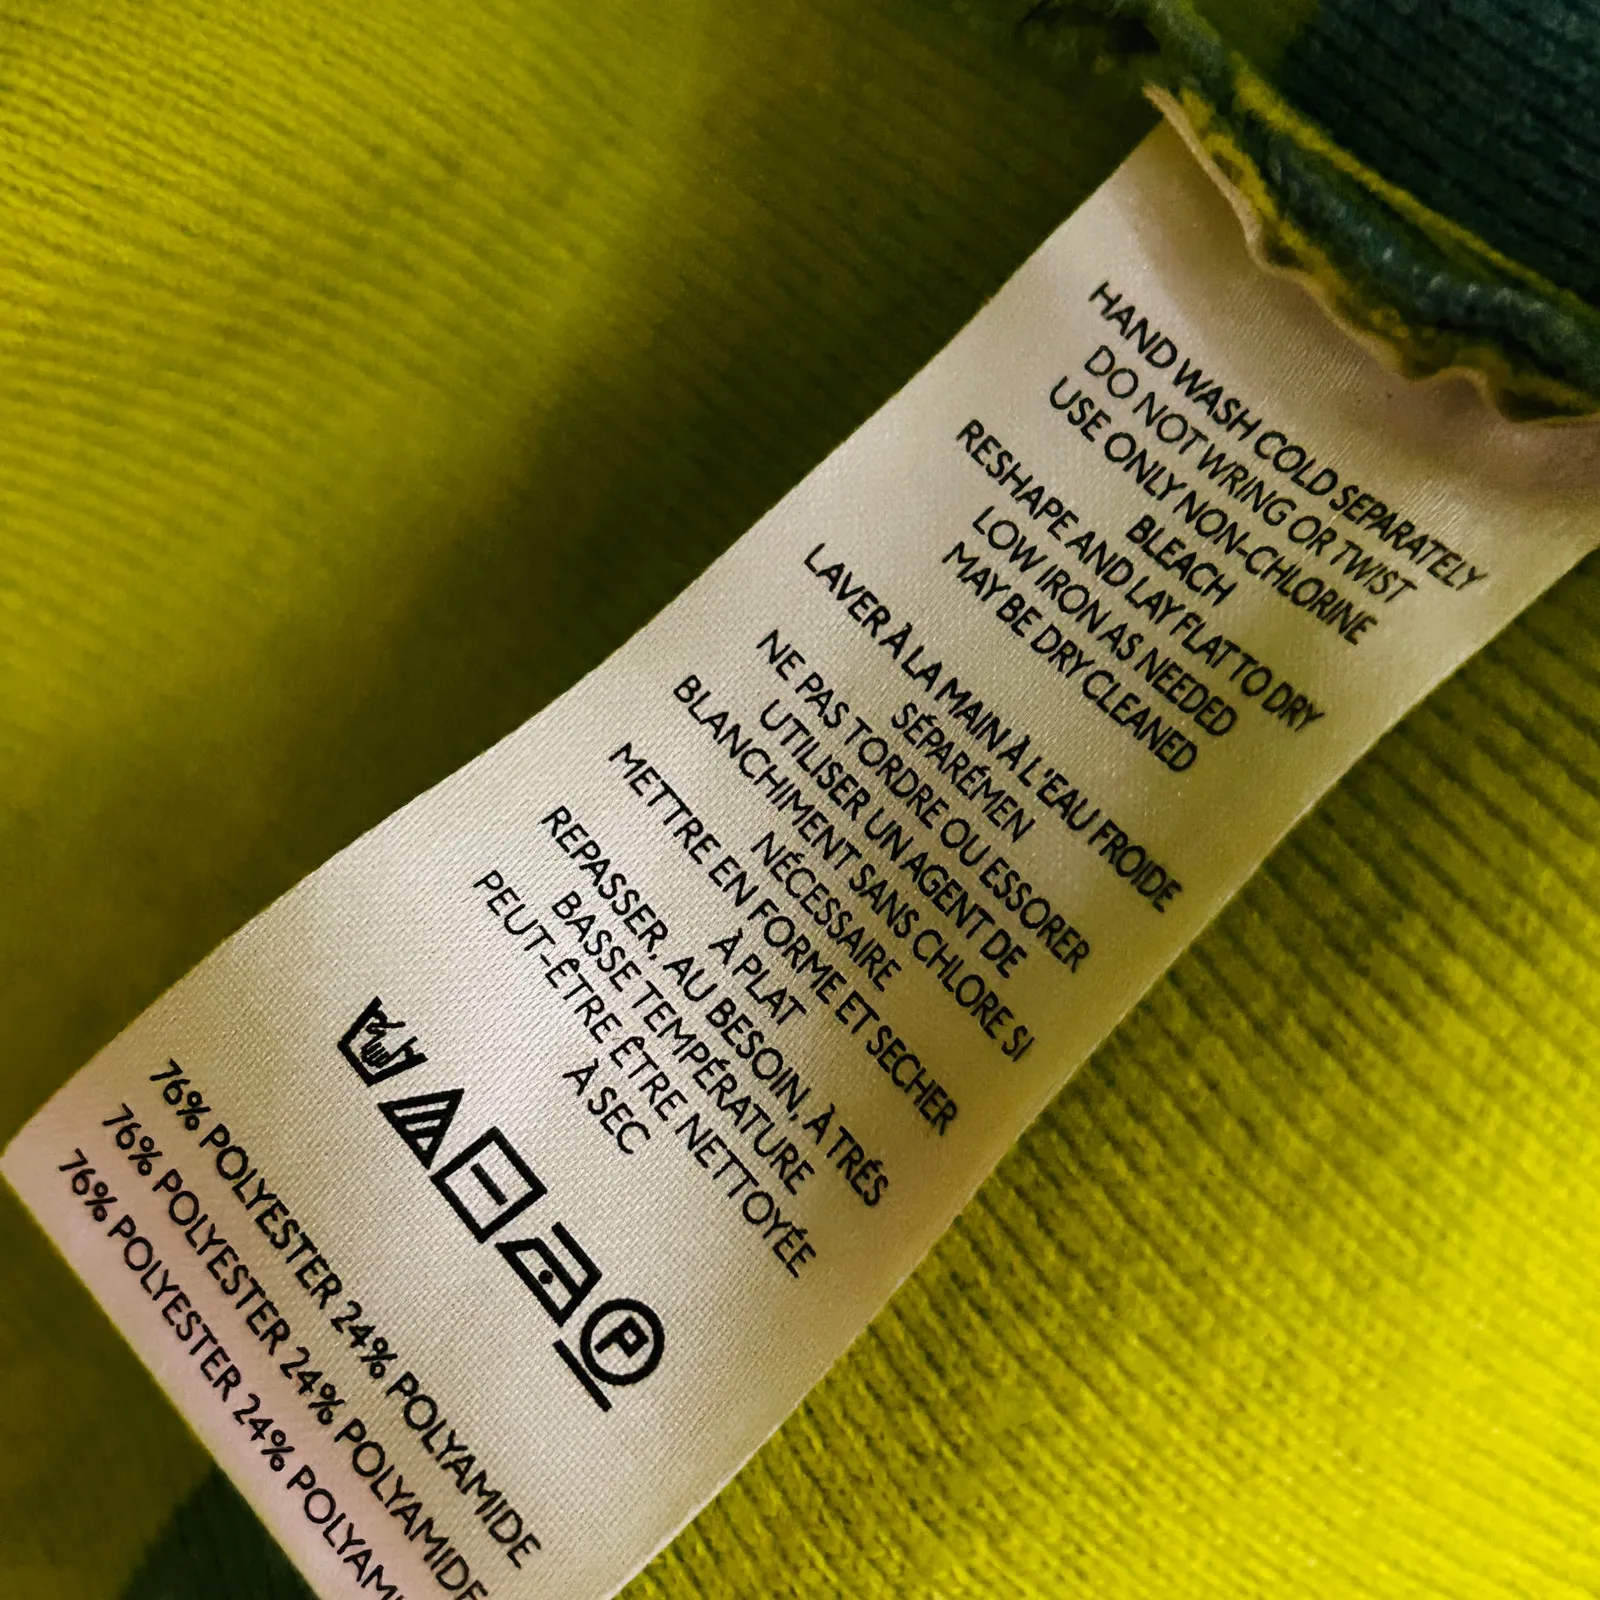 HAND WASH COLD SEPARATELY
DO NOT WRING OR TWIST
USE ONLY NON-CHLORINE
BLEACH
RESHAPE AND LAY FLAT TO DRY
LOW IRON AS NEEDED
MAY BE DRY CLEANED
LAVER À LA MAIN À L'EAU FROIDE
SÉPARÉMEN
NE PAS TORDRE OU ESSORER
UTILISER UN AGENT DE
BLANCHIMENT SANS CHLORE SI
NÉCESSAIRE
METTRE EN FORME ET SECHER
À PLAT
REPASSER, AU BESOIN, À TRÉS
BASSE TEMPÉRATURE
PEUT-ÊTRE ÊTRE NETTOYÉE
À SEC
P
76% POLYESTER 24% POLYAMIDE
76% POLYESTER 24% POLYAMIDE
76% POLYESTER 24%